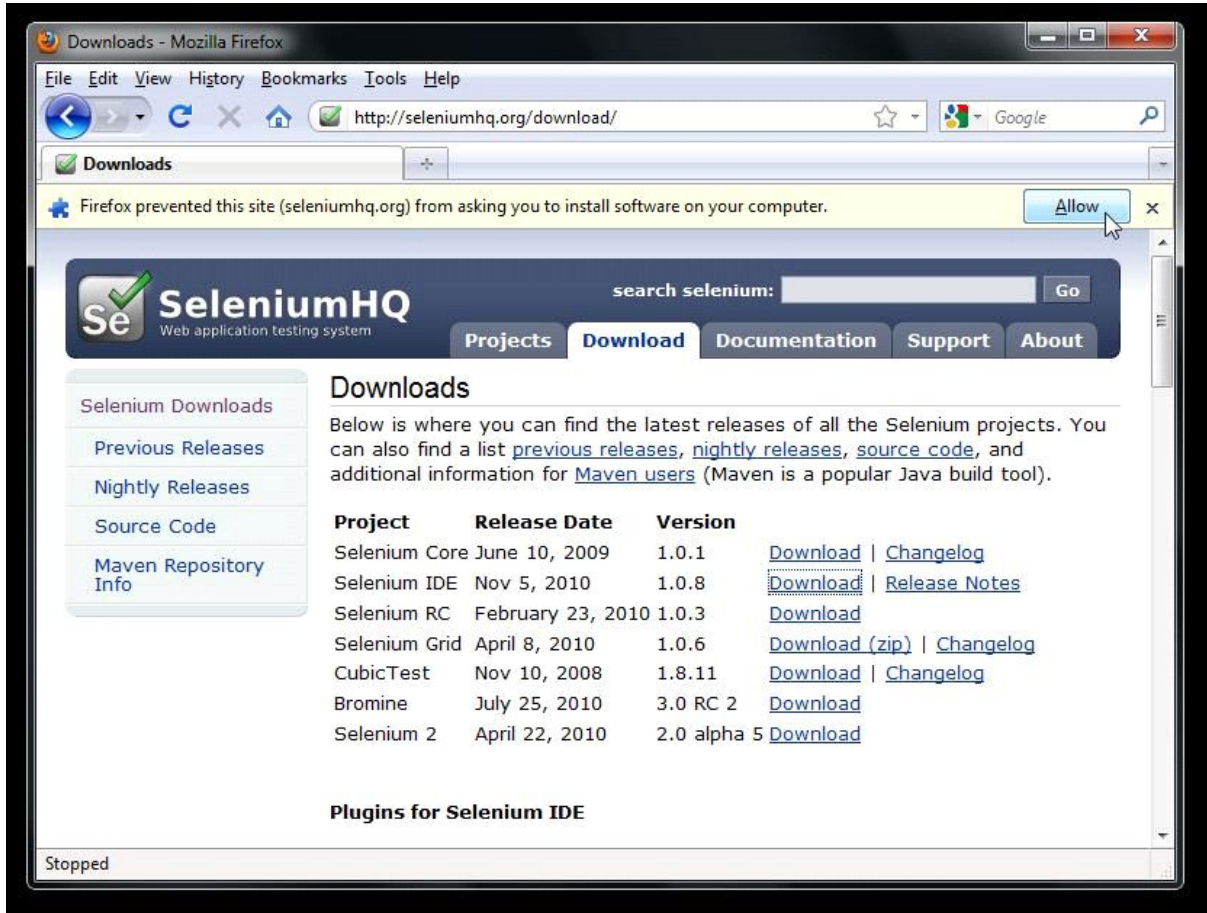 Downloads - Mozilla Firefox
File Edit View History Bookmarks Tools Help
http://seleniumhq.org/download/ Google
Downloads
Firefox prevented this site (seleniumhq.org) from asking you to install software on your computer. Allow
Se SeleniumHQ search selenium: Go
Web application testing system
Projects Download Documentation Support About
Selenium Downloads
Previous Releases
Nightly Releases
Source Code
Maven Repository
Info
Downloads
Below is where you can find the latest releases of all the Selenium projects. You
can also find a list previous releases, nightly releases, source code, and
additional information for Maven users (Maven is a popular Java build tool).
Project Release Date Version
Selenium Core June 10, 2009 1.0.1 Download | Changelog
Selenium IDE Nov 5, 2010 1.0.8 Download | Release Notes
Selenium RC February 23, 2010 1.0.3 Download
Selenium Grid April 8, 2010 1.0.6 Download (zip) | Changelog
CubicTest Nov 10, 2008 1.8.11 Download | Changelog
Bromine July 25, 2010 3.0 RC 2 Download
Selenium 2 April 22, 2010 2.0 alpha 5 Download
Plugins for Selenium IDE
Stopped